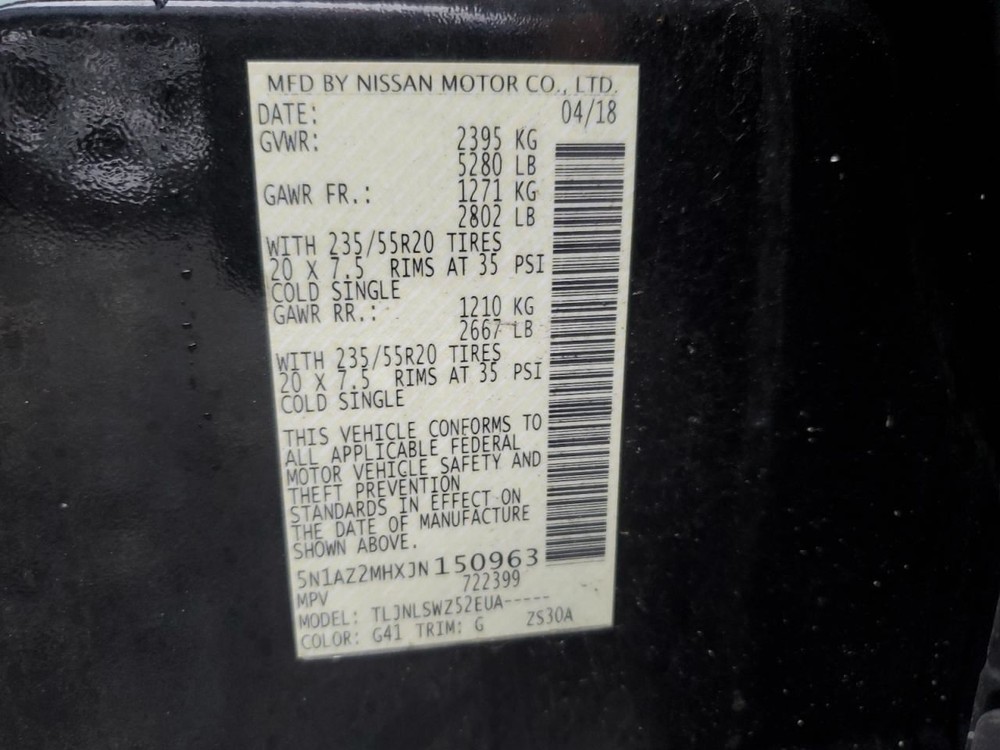 MFD BY NISSAN MOTOR CO., LTD.
DATE: 04/18
GVWR: 2395 KG
5280 LB
GAWR FR.: 1271 KG
2802 LB
WITH 235/55R20 TIRES
20 X 7.5 RIMS AT 35 PSI
COLD SINGLE
GAWR RR.: 1210 KG
2667 LB
WITH 235/55R20 TIRES
20 X 7.5 RIMS AT 35 PSI
COLD SINGLE
THIS VEHICLE CONFORMS TO
ALL APPLICABLE FEDERAL
MOTOR VEHICLE SAFETY AND
THEFT PREVENTION
STANDARDS IN EFFECT ON
THE DATE OF MANUFACTURE
SHOWN ABOVE.
5N1AZ2MHXJN150963
MPV 722399
MODEL: TLJNLSWZ52EUA-----
COLOR: G41 TRIM: G ZS30A